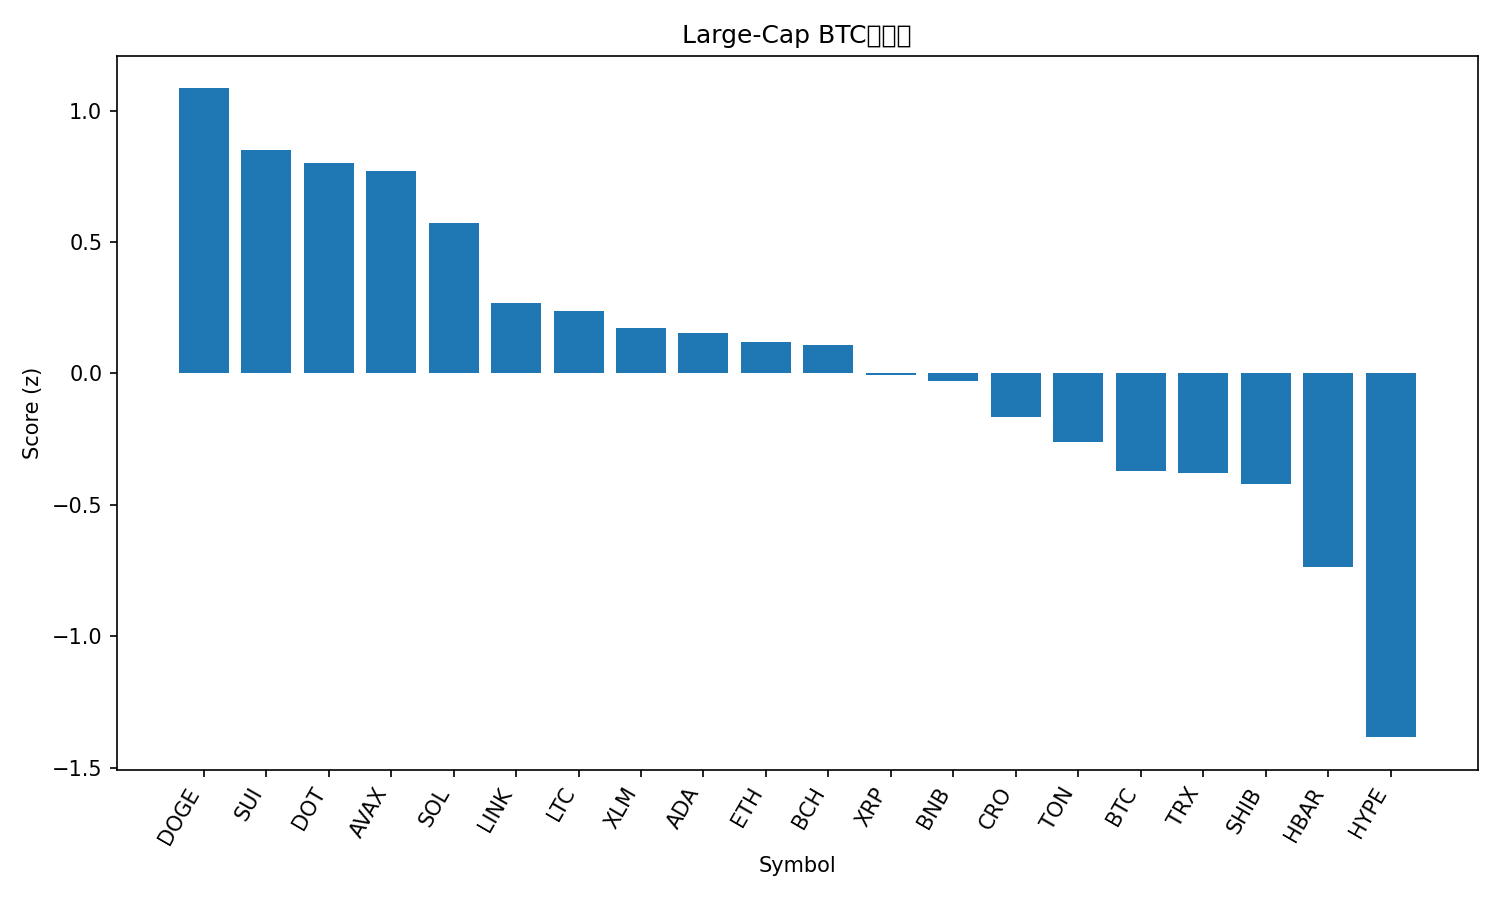 Large-Cap BTC
1.0
0.5
0.0
−0.5
−1.0
−1.5
Score (z)
DOGE
SUI
DOT
AVAX
SOL
LINK
LTC
XLM
ADA
ETH
BCH
XRP
BNB
CRO
TON
BTC
TRX
SHIB
HBAR
HYPE
Symbol